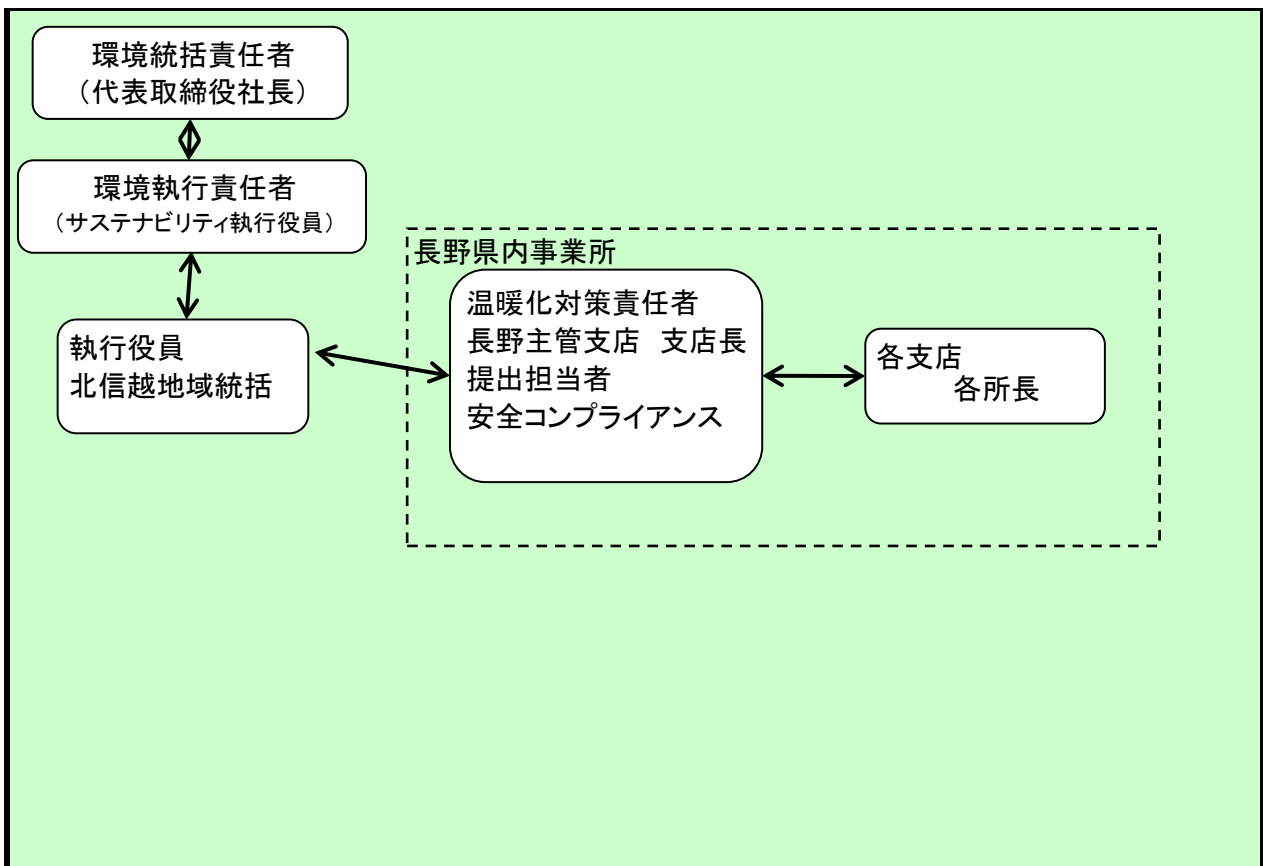 環境統括責任者
（代表取締役社長）
環境執行責任者
（サステナビリティ執行役員）
執行役員
北信越地域統括
長野県内事業所
温暖化対策責任者
長野主管支店　支店長
提出担当者
安全コンプライアンス
各支店
各所長